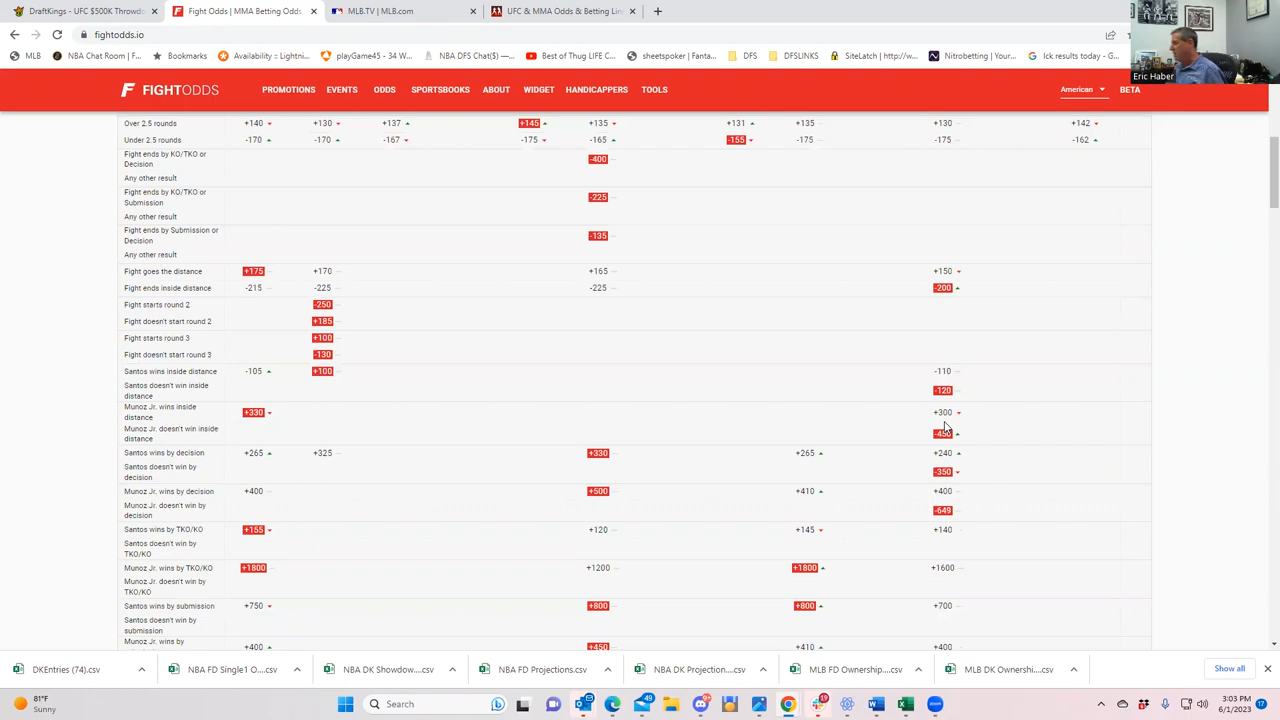 DraftKings - UFC $500K Throwdo
Fight Odds | MMA Betting Odds
MLB.TV | MLB.com
UFC & MMA Odds & Betting Lin
fightodds.io
MLB
NBA Chat Room | F...
Bookmarks
Availability :: Lightni...
playGame45 - 34 W...
NBA DFS Chat($) —...
Best of Thug LIFE C...
sheetspoker | Fanta...
DFS
DFSLINKS
SiteLatch | http://w...
Nitrobetting | How...
Ick results today - G...
Eric Haber
FIGHTODDS
PROMOTIONS EVENTS ODDS SPORTSBOOKS ABOUT WIDGET HANDICAPPERS TOOLS
American
BETA
Over 2.5 rounds +140 +130 +137 +145 +135 +131 +135 +130 +142
Under 2.5 rounds -170 -170 -167 -175 -165 -155 -175 -175 -162
Fight ends by KO/TKO or
Decision
-400
Any other result
Fight ends by KO/TKO or
Submission
-225
Any other result
Fight ends by Submission or
Decision
-135
Any other result
Fight goes the distance +175 +170 +165 +150
Fight ends inside distance -215 -225 -225 -200
Fight starts round 2 -250
Fight doesn't start round 2 +185
Fight starts round 3 +100
Fight doesn't start round 3 -130
Santos wins inside distance -105 +100 -110
Santos doesn't win inside
distance
-120
Munoz Jr. wins inside
distance
+330 +300
Munoz Jr. doesn't win inside
distance
-450
Santos wins by decision +265 +325 +330 +265 +240
Santos doesn't win by
decision
-350
Munoz Jr. wins by decision +400 +500 +410 +400
Munoz Jr. doesn't win by
decision
-649
Santos wins by TKO/KO +155 +120 +145 +140
Santos doesn't win by
TKO/KO
Munoz Jr. wins by TKO/KO +1800 +1200 +1800 +1600
Munoz Jr. doesn't win by
TKO/KO
Santos wins by submission +750 +800 +800 +700
Santos doesn't win by
submission
Munoz Jr. wins by +400 +450 +410 +400
DKEntries (74).csv
NBA FD Single1 O....csv
NBA DK Showdow....csv
NBA FD Projections.csv
NBA DK Projection....csv
MLB FD Ownership....csv
MLB DK Ownershi....csv
Show all
81°F
Sunny
Search
49
19
3:03 PM
6/1/2023
17